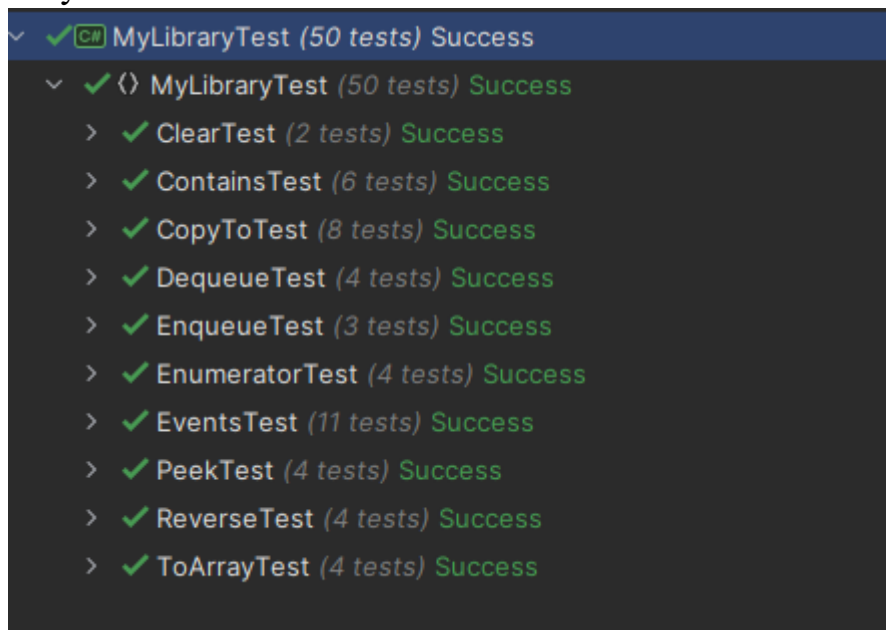 C# MyLibraryTest (50 tests) Success
MyLibraryTest (50 tests) Success
ClearTest (2 tests) Success
ContainsTest (6 tests) Success
CopyToTest (8 tests) Success
DequeueTest (4 tests) Success
EnqueueTest (3 tests) Success
EnumeratorTest (4 tests) Success
EventsTest (11 tests) Success
PeekTest (4 tests) Success
ReverseTest (4 tests) Success
ToArrayTest (4 tests) Success